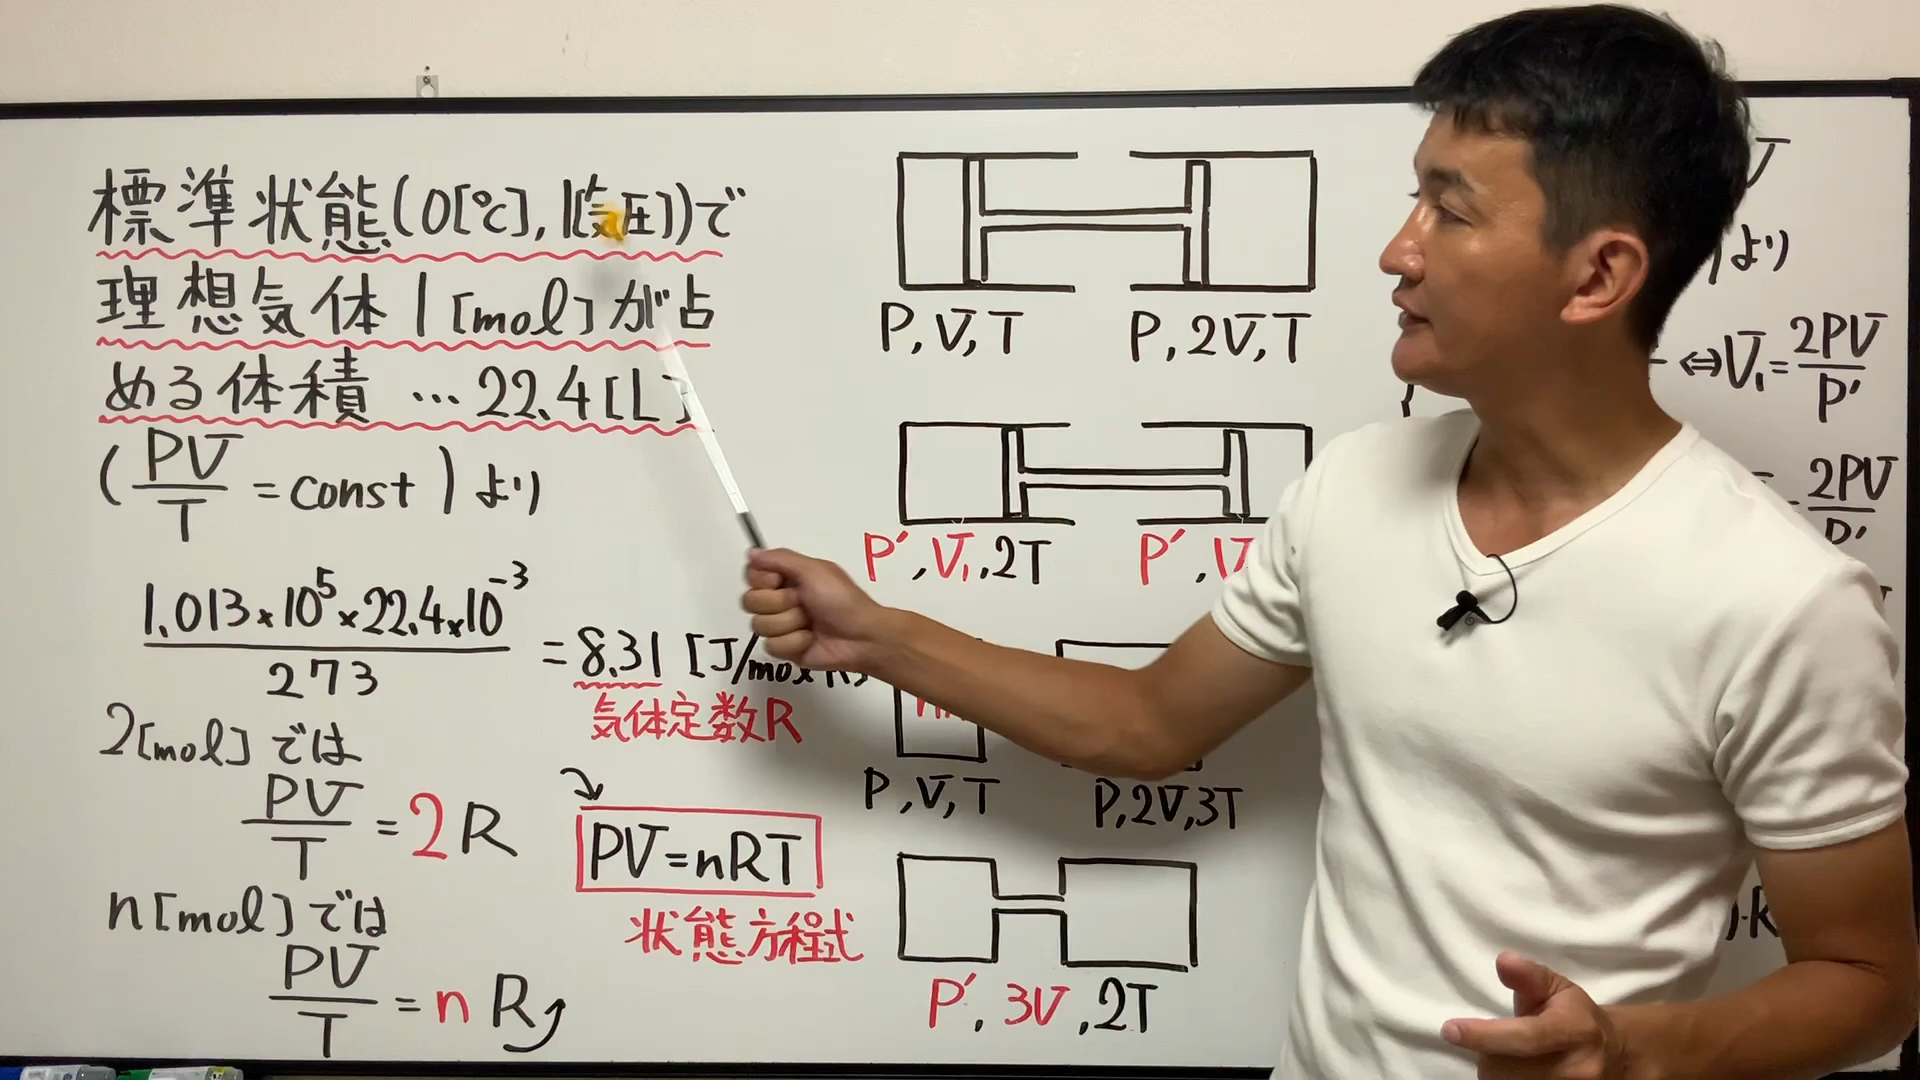 標準状態(0[℃],1[気圧])で
理想気体1[mol]が占
める体積 …22.4[L]
(PV/T = const)より
1.013×10⁵×22.4×10⁻³/273 = 8.31 [J/mol
気体定数R
2[mol]では
PV/T = 2R
n[mol]では
PV/T = nR
PV=nRT
状態方程式
P,V,T
P,2V,T
P′,V₁,2T
P′,
P,V,T
P,2V,3T
P′,3V,2T
より
⇔V₁=2PV/P′
2PV/P′